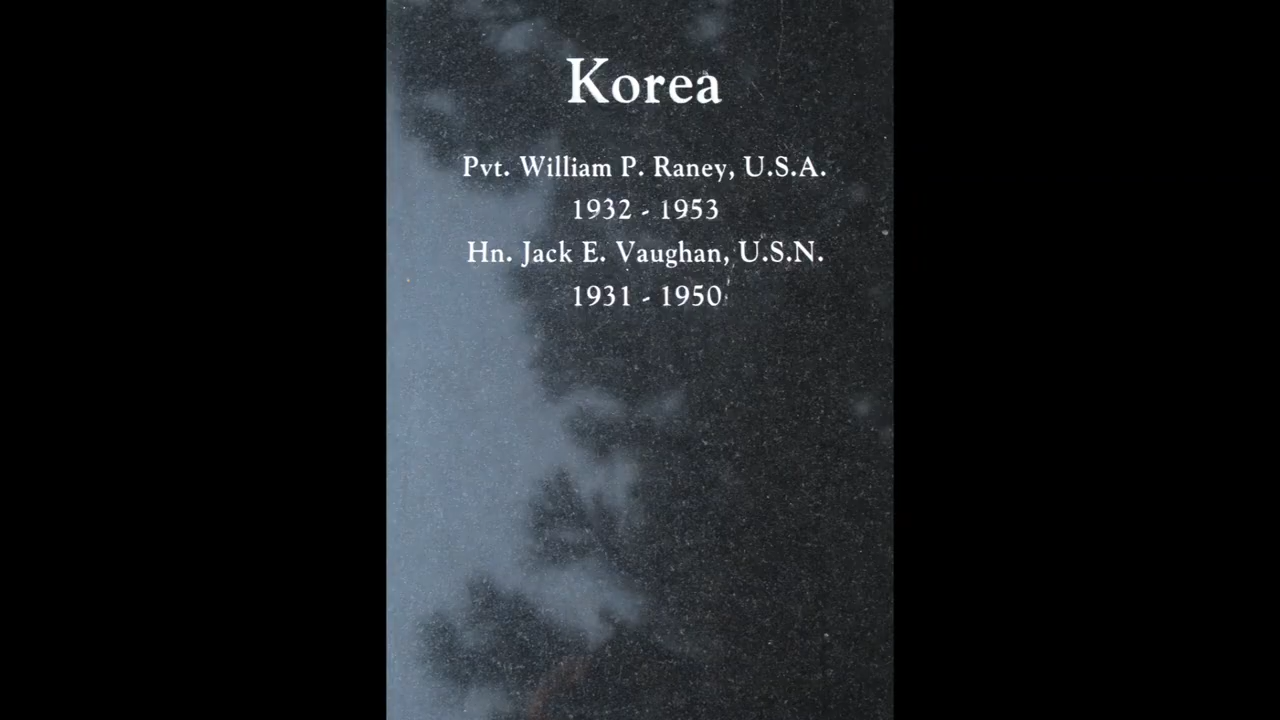 Korea
Pvt. William P. Raney, U.S.A.
1932 - 1953
Hn. Jack E. Vaughan, U.S.N.
1931 - 1950